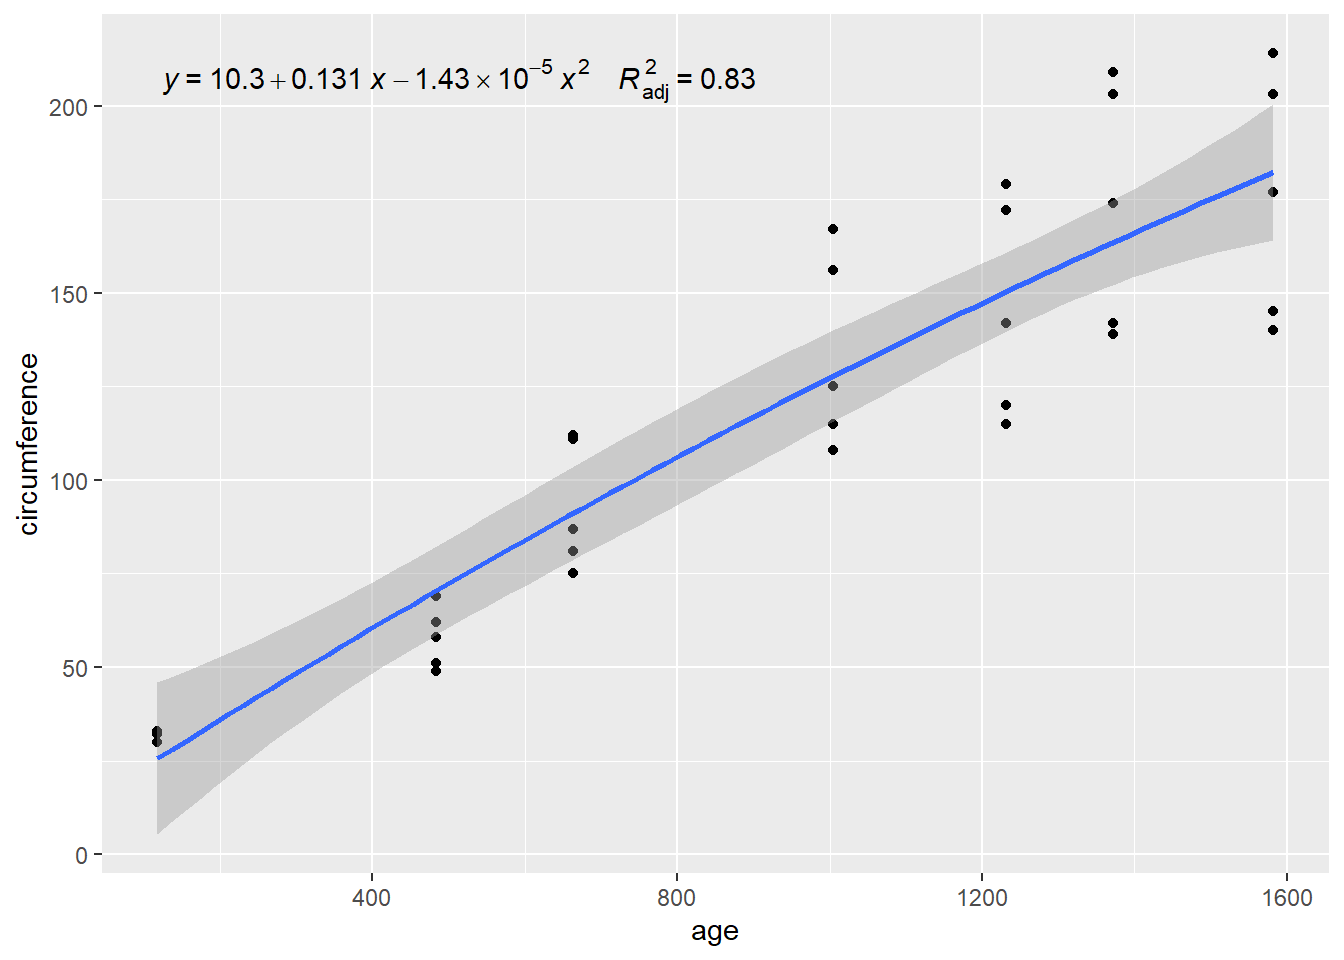 y = 10.3 + 0.131 x − 1.43 × 10⁻⁵ x² R²adj = 0.83
200
150
100
50
0
circumference
400 800 1200 1600
age